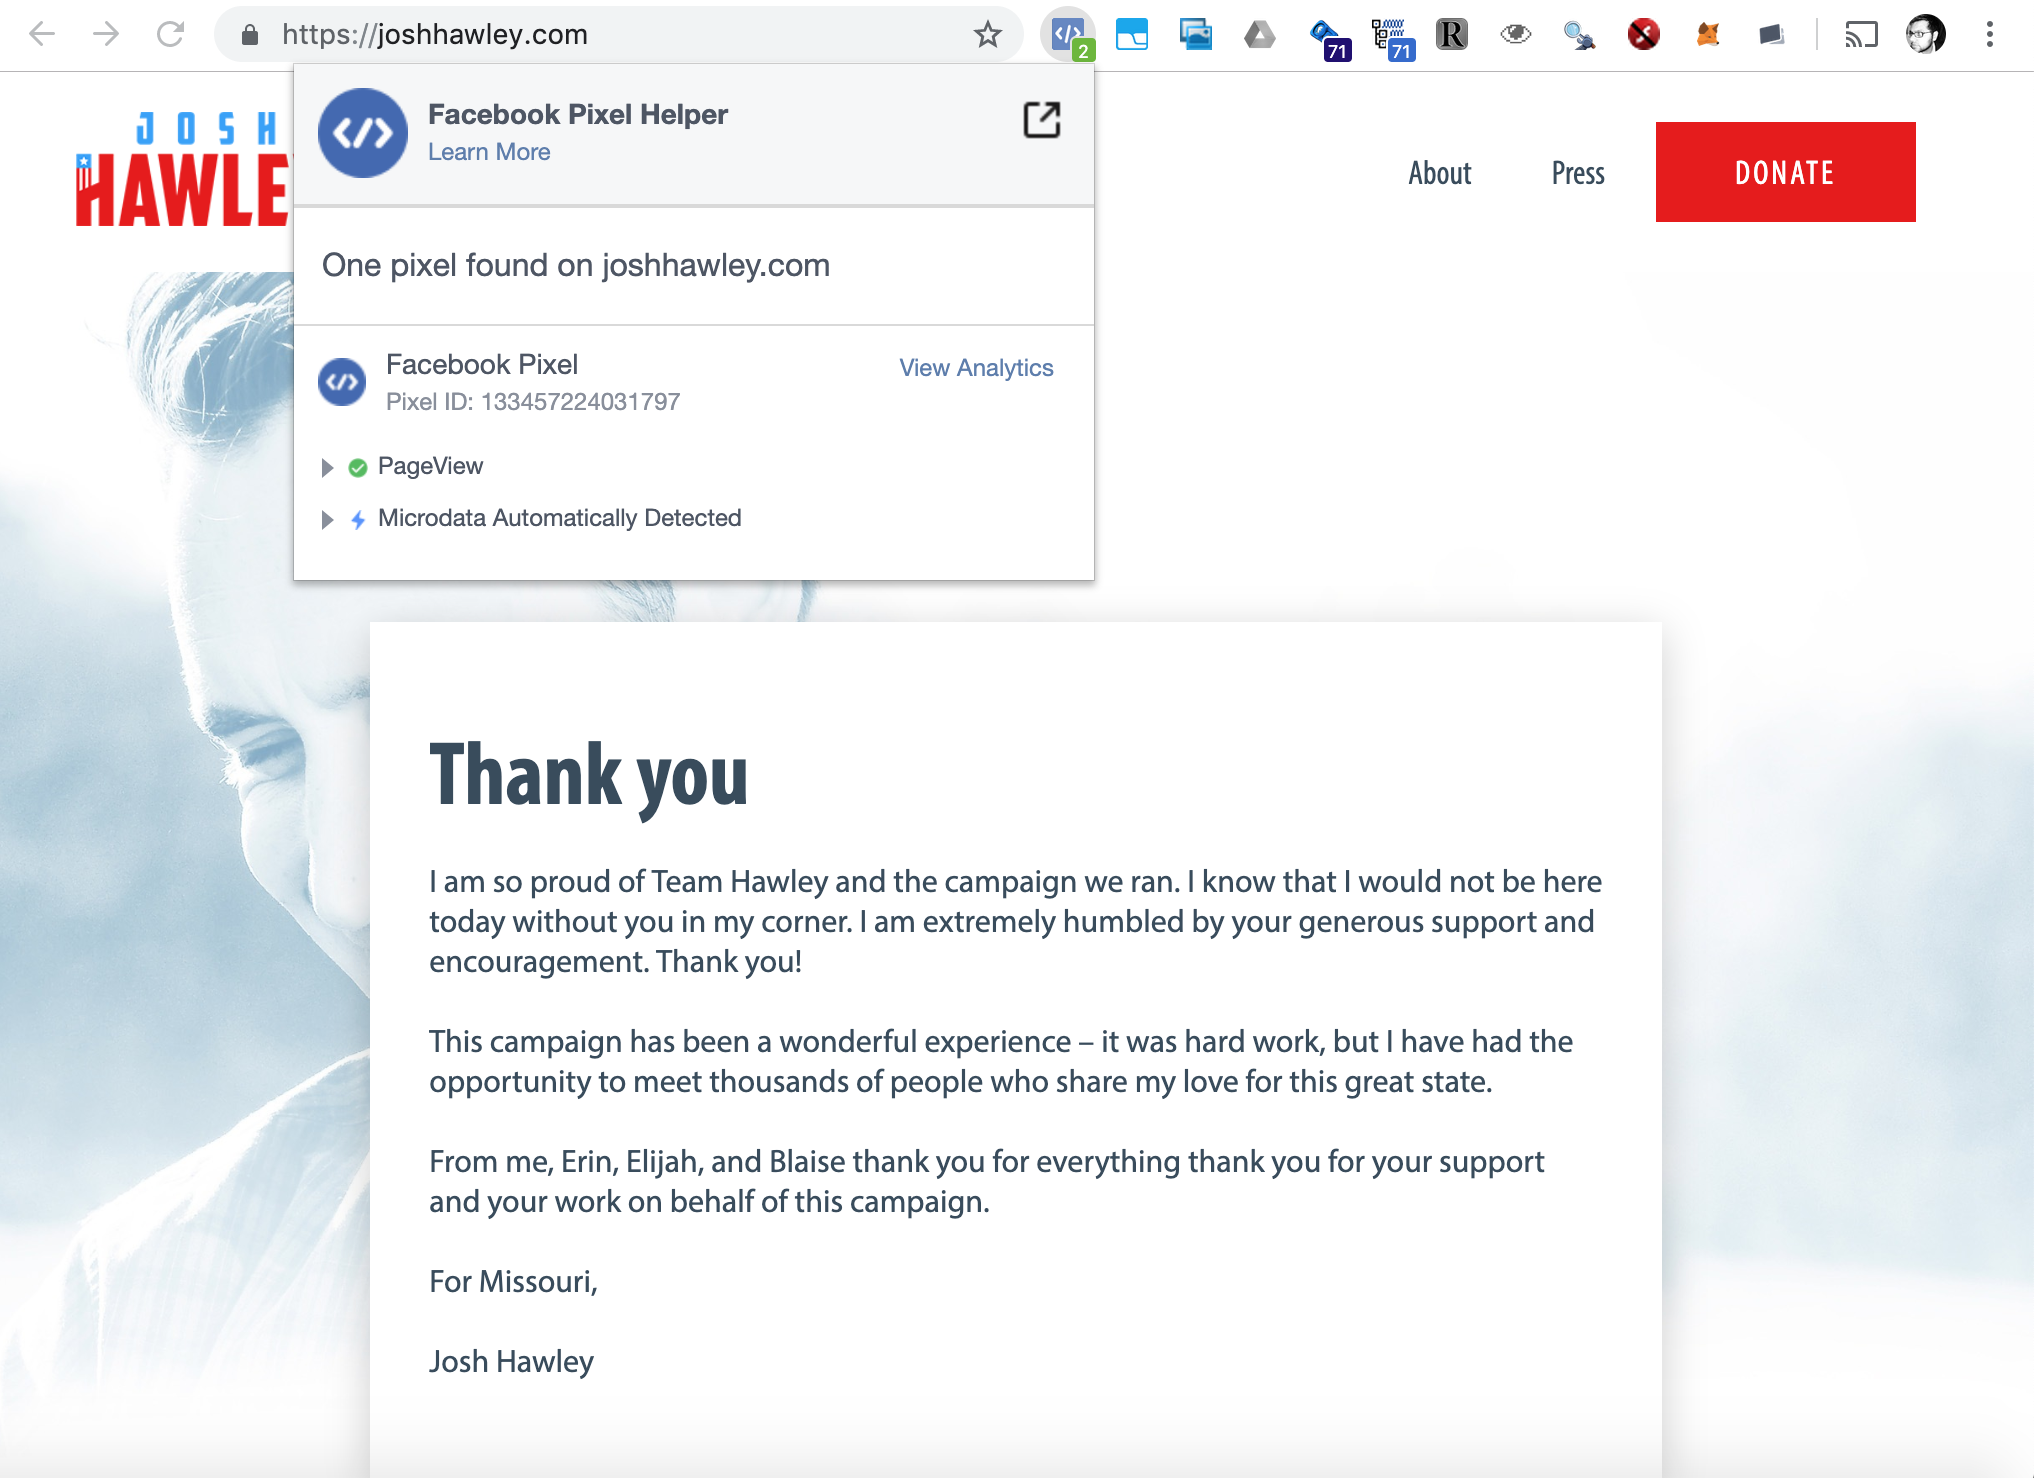 https://joshhawley.com
2
71
71
R
JOSH
HAWLE
Facebook Pixel Helper
Learn More
About
Press
DONATE
One pixel found on joshhawley.com
Facebook Pixel
View Analytics
Pixel ID: 133457224031797
PageView
Microdata Automatically Detected
Thank you
I am so proud of Team Hawley and the campaign we ran. I know that I would not be here
today without you in my corner. I am extremely humbled by your generous support and
encouragement. Thank you!
This campaign has been a wonderful experience – it was hard work, but I have had the
opportunity to meet thousands of people who share my love for this great state.
From me, Erin, Elijah, and Blaise thank you for everything thank you for your support
and your work on behalf of this campaign.
For Missouri,
Josh Hawley